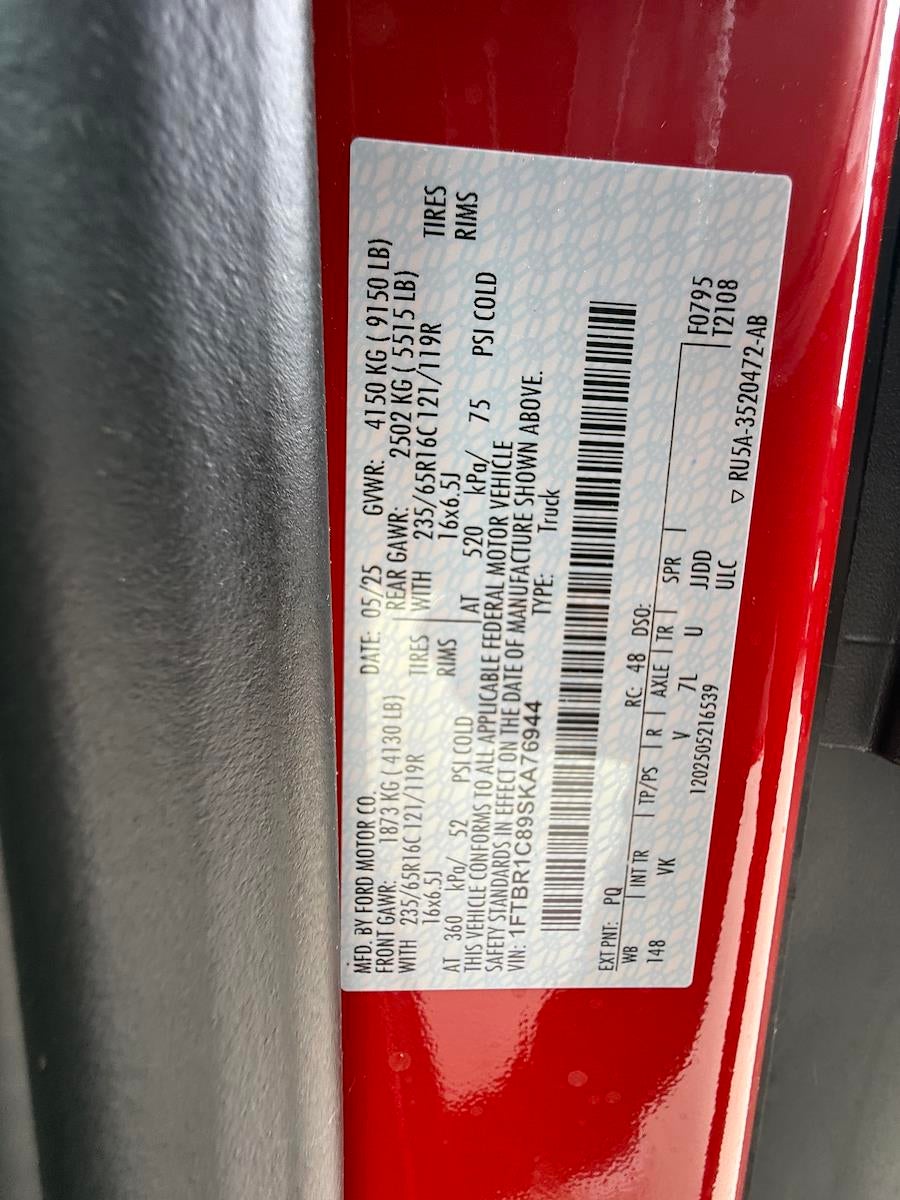 MFD. BY FORD MOTOR CO. DATE: 05/25 GVWR: 4150 KG ( 9150 LB)
FRONT GAWR: 1873 KG ( 4130 LB) REAR GAWR: 2502 KG ( 5515 LB)
WITH 235/65R16C 121/119R TIRES WITH 235/65R16C 121/119R TIRES
16x6.5J RIMS 16x6.5J RIMS
AT 360 kPa/ 52 PSI COLD AT 520 kPa/ 75 PSI COLD
THIS VEHICLE CONFORMS TO ALL APPLICABLE FEDERAL MOTOR VEHICLE
SAFETY STANDARDS IN EFFECT ON THE DATE OF MANUFACTURE SHOWN ABOVE.
VIN: 1FTBR1C89SKA76944 TYPE: Truck
EXT PNT: PQ RC: 48 DSO:
WB INT TR TP/PS R AXLE TR SPR F0795
148 VK V 7L U JJDD T2108
ULC
1202505216539 ▽ RU5A-3520472-AB